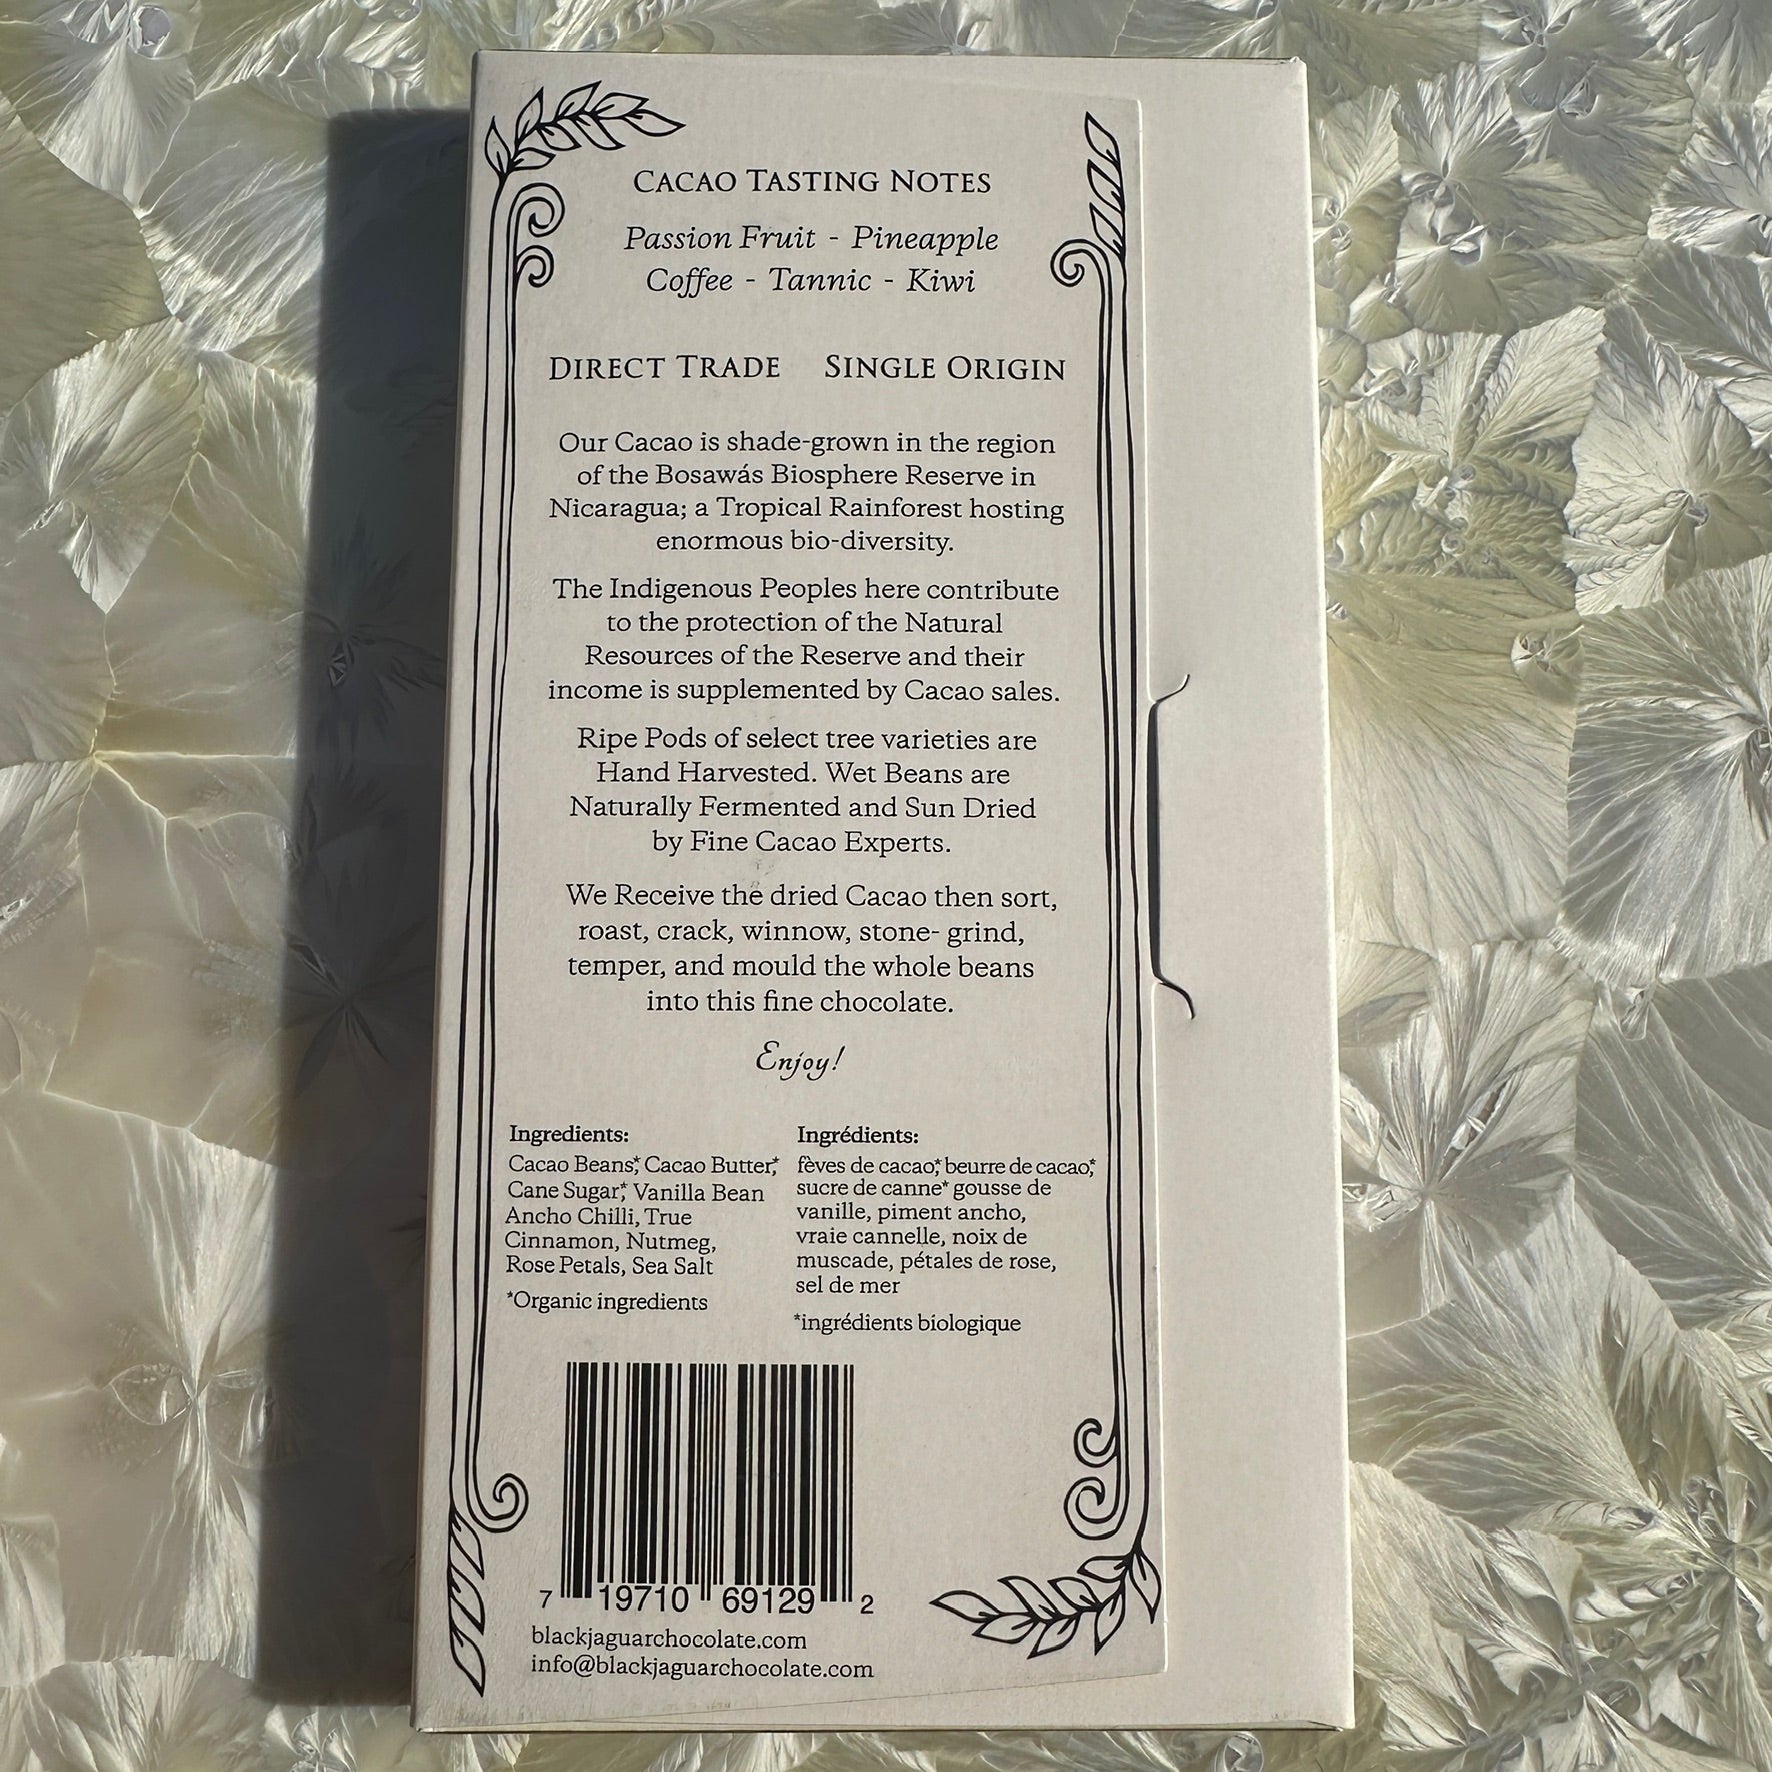 CACAO TASTING NOTES
Passion Fruit - Pineapple
Coffee - Tannic - Kiwi
DIRECT TRADE SINGLE ORIGIN
Our Cacao is shade-grown in the region
of the Bosawás Biosphere Reserve in
Nicaragua; a Tropical Rainforest hosting
enormous bio-diversity.
The Indigenous Peoples here contribute
to the protection of the Natural
Resources of the Reserve and their
income is supplemented by Cacao sales.
Ripe Pods of select tree varieties are
Hand Harvested. Wet Beans are
Naturally Fermented and Sun Dried
by Fine Cacao Experts.
We Receive the dried Cacao then sort,
roast, crack, winnow, stone- grind,
temper, and mould the whole beans
into this fine chocolate.
Enjoy!
Ingredients:
Cacao Beans,* Cacao Butter,*
Cane Sugar,* Vanilla Bean
Ancho Chilli, True
Cinnamon, Nutmeg,
Rose Petals, Sea Salt
*Organic ingredients
Ingrédients:
fèves de cacao,* beurre de cacao,*
sucre de canne* gousse de
vanille, piment ancho,
vraie cannelle, noix de
muscade, pétales de rose,
sel de mer
*ingrédients biologique
7 19710 69129 2
blackjaguarchocolate.com
info@blackjaguarchocolate.com